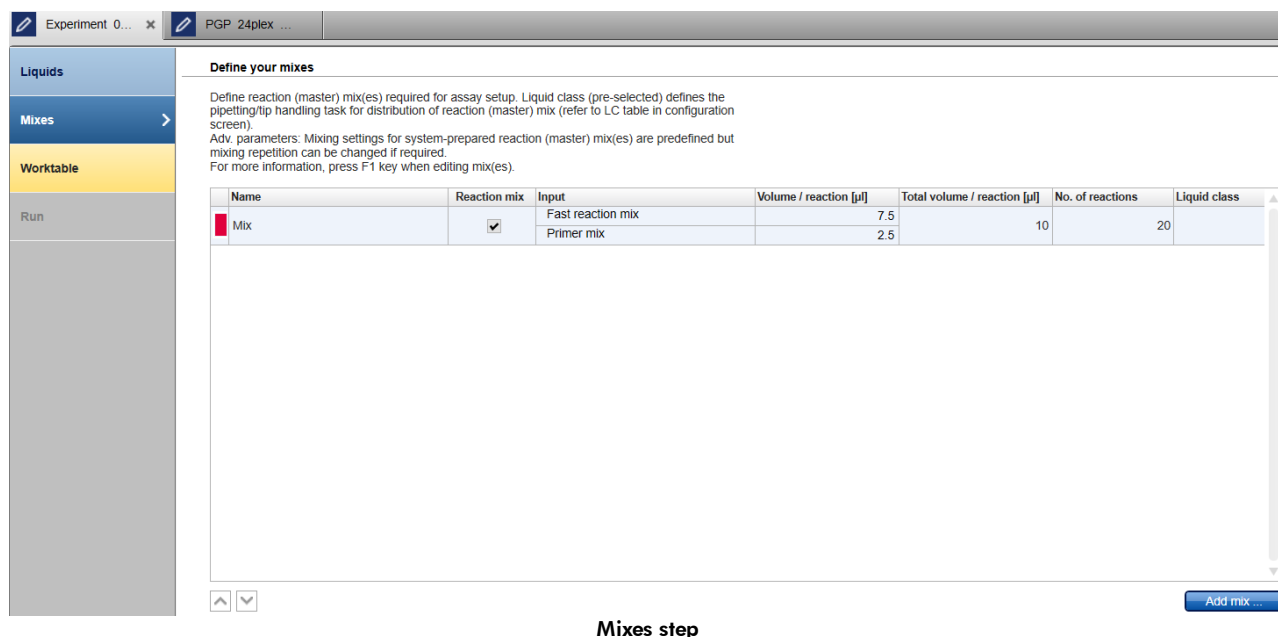 Experiment 0... PGP 24plex ...
Liquids
Mixes
Worktable
Run
Define your mixes
Define reaction (master) mix(es) required for assay setup. Liquid class (pre-selected) defines the
pipetting/tip handling task for distribution of reaction (master) mix (refer to LC table in configuration
screen).
Adv. parameters: Mixing settings for system-prepared reaction (master) mix(es) are predefined but
mixing repetition can be changed if required.
For more information, press F1 key when editing mix(es).
Name Reaction mix Input Volume / reaction [µl] Total volume / reaction [µl] No. of reactions Liquid class
Mix Fast reaction mix 7.5 10 20
Primer mix 2.5
Add mix ...
Mixes step